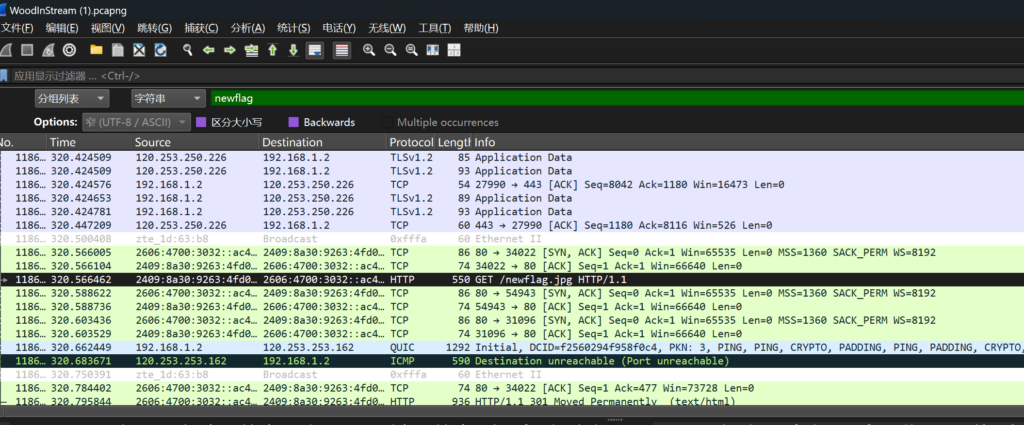 WoodInStream (1).pcapng
文件(F) 编辑(E) 视图(V) 跳转(G) 捕获(C) 分析(A) 统计(S) 电话(Y) 无线(W) 工具(T) 帮助(H)
应用显示过滤器 … <Ctrl-/>
分组列表 字符串 newflag
Options: 窄 (UTF-8 / ASCII) 区分大小写 Backwards Multiple occurrences
No. Time Source Destination Protocol Length Info
1186… 320.424509 120.253.250.226 192.168.1.2 TLSv1.2 85 Application Data
1186… 320.424509 120.253.250.226 192.168.1.2 TLSv1.2 93 Application Data
1186… 320.424576 192.168.1.2 120.253.250.226 TCP 54 27990 → 443 [ACK] Seq=8042 Ack=1180 Win=16473 Len=0
1186… 320.424653 192.168.1.2 120.253.250.226 TLSv1.2 89 Application Data
1186… 320.424781 192.168.1.2 120.253.250.226 TLSv1.2 93 Application Data
1186… 320.447209 120.253.250.226 192.168.1.2 TCP 60 443 → 27990 [ACK] Seq=1180 Ack=8116 Win=526 Len=0
1186… 320.500408 zte_1d:63:b8 Broadcast 0xfffa 60 Ethernet II
1186… 320.566005 2606:4700:3032::ac4… 2409:8a30:9263:4fd0… TCP 86 80 → 34022 [SYN, ACK] Seq=0 Ack=1 Win=65535 Len=0 MSS=1360 SACK_PERM WS=8192
1186… 320.566104 2409:8a30:9263:4fd0… 2606:4700:3032::ac4… TCP 74 34022 → 80 [ACK] Seq=1 Ack=1 Win=66640 Len=0
1186… 320.566462 2409:8a30:9263:4fd0… 2606:4700:3032::ac4… HTTP 550 GET /newflag.jpg HTTP/1.1
1186… 320.588622 2606:4700:3032::ac4… 2409:8a30:9263:4fd0… TCP 86 80 → 54943 [SYN, ACK] Seq=0 Ack=1 Win=65535 Len=0 MSS=1360 SACK_PERM WS=8192
1186… 320.588736 2409:8a30:9263:4fd0… 2606:4700:3032::ac4… TCP 74 54943 → 80 [ACK] Seq=1 Ack=1 Win=66640 Len=0
1186… 320.603436 2606:4700:3032::ac4… 2409:8a30:9263:4fd0… TCP 86 80 → 31096 [SYN, ACK] Seq=0 Ack=1 Win=65535 Len=0 MSS=1360 SACK_PERM WS=8192
1186… 320.603529 2409:8a30:9263:4fd0… 2606:4700:3032::ac4… TCP 74 31096 → 80 [ACK] Seq=1 Ack=1 Win=66640 Len=0
1186… 320.662449 192.168.1.2 120.253.253.162 QUIC 1292 Initial, DCID=f2560294f958f0c4, PKN: 3, PING, PING, CRYPTO, PADDING, PING, PADDING, CRYPTO,
1186… 320.683671 120.253.253.162 192.168.1.2 ICMP 590 Destination unreachable (Port unreachable)
1186… 320.750391 zte_1d:63:b8 Broadcast 0xfffa 60 Ethernet II
1186… 320.784402 2606:4700:3032::ac4… 2409:8a30:9263:4fd0… TCP 74 80 → 34022 [ACK] Seq=1 Ack=477 Win=73728 Len=0
1186… 320.795844 2606:4700:3032::ac4… 2409:8a30:9263:4fd0… HTTP 936 HTTP/1.1 301 Moved Permanently (text/html)